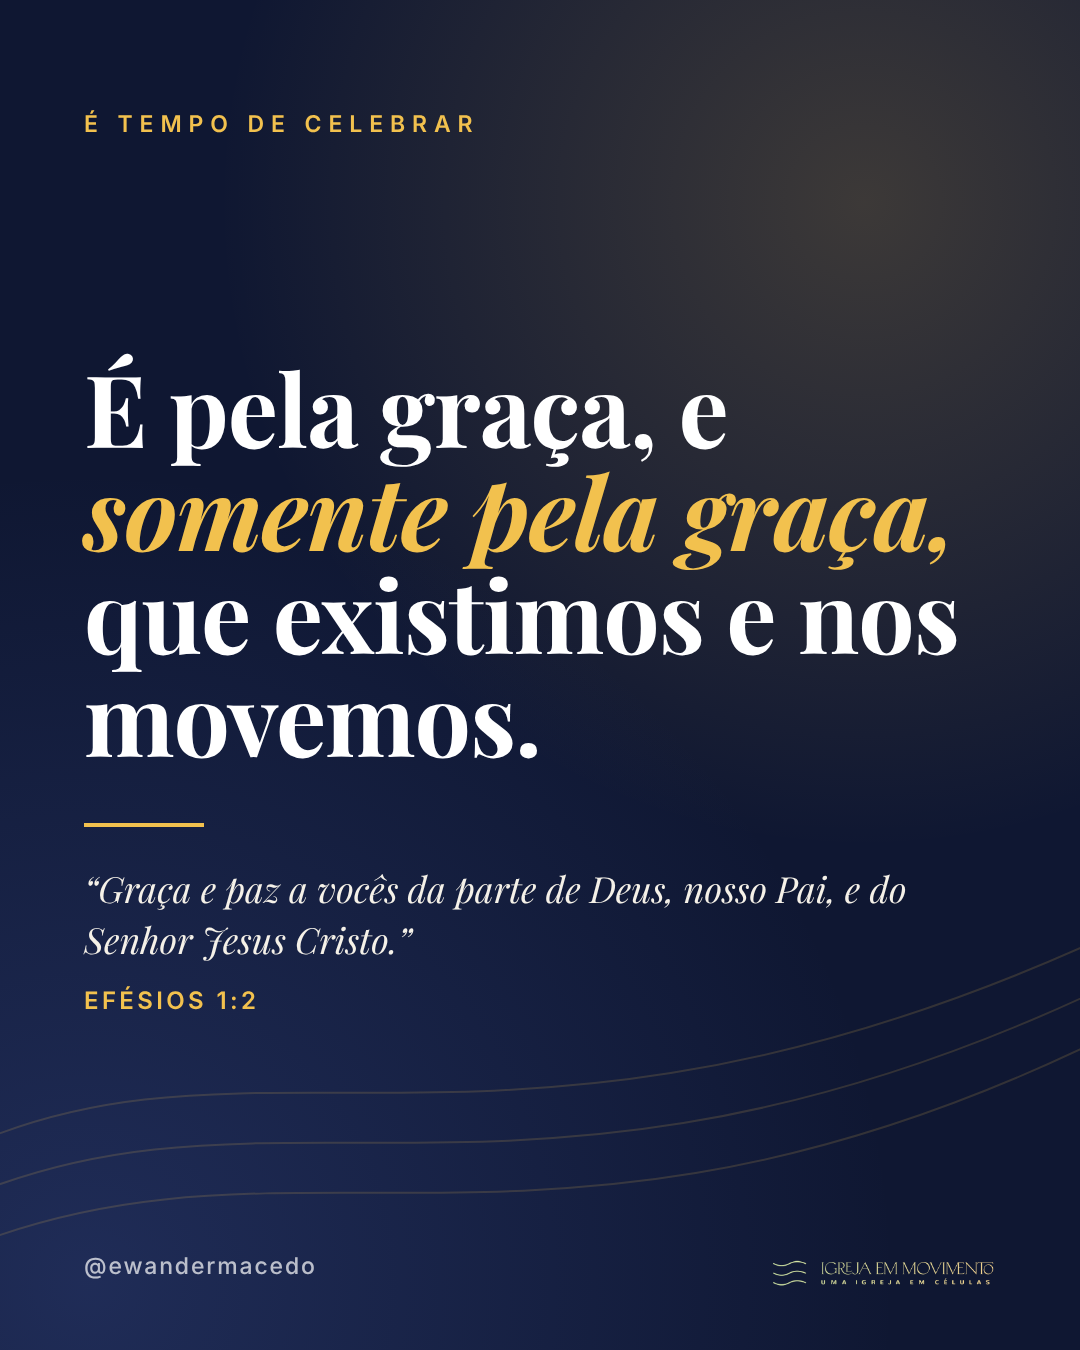 É TEMPO DE CELEBRAR
É pela graça, e
somente pela graça,
que existimos e nos
movemos.
“Graça e paz a vocês da parte de Deus, nosso Pai, e do
Senhor Jesus Cristo.”
EFÉSIOS 1:2
@ewandermacedo
IGREJA EM MOVIMENTO
UMA IGREJA EM CÉLULAS